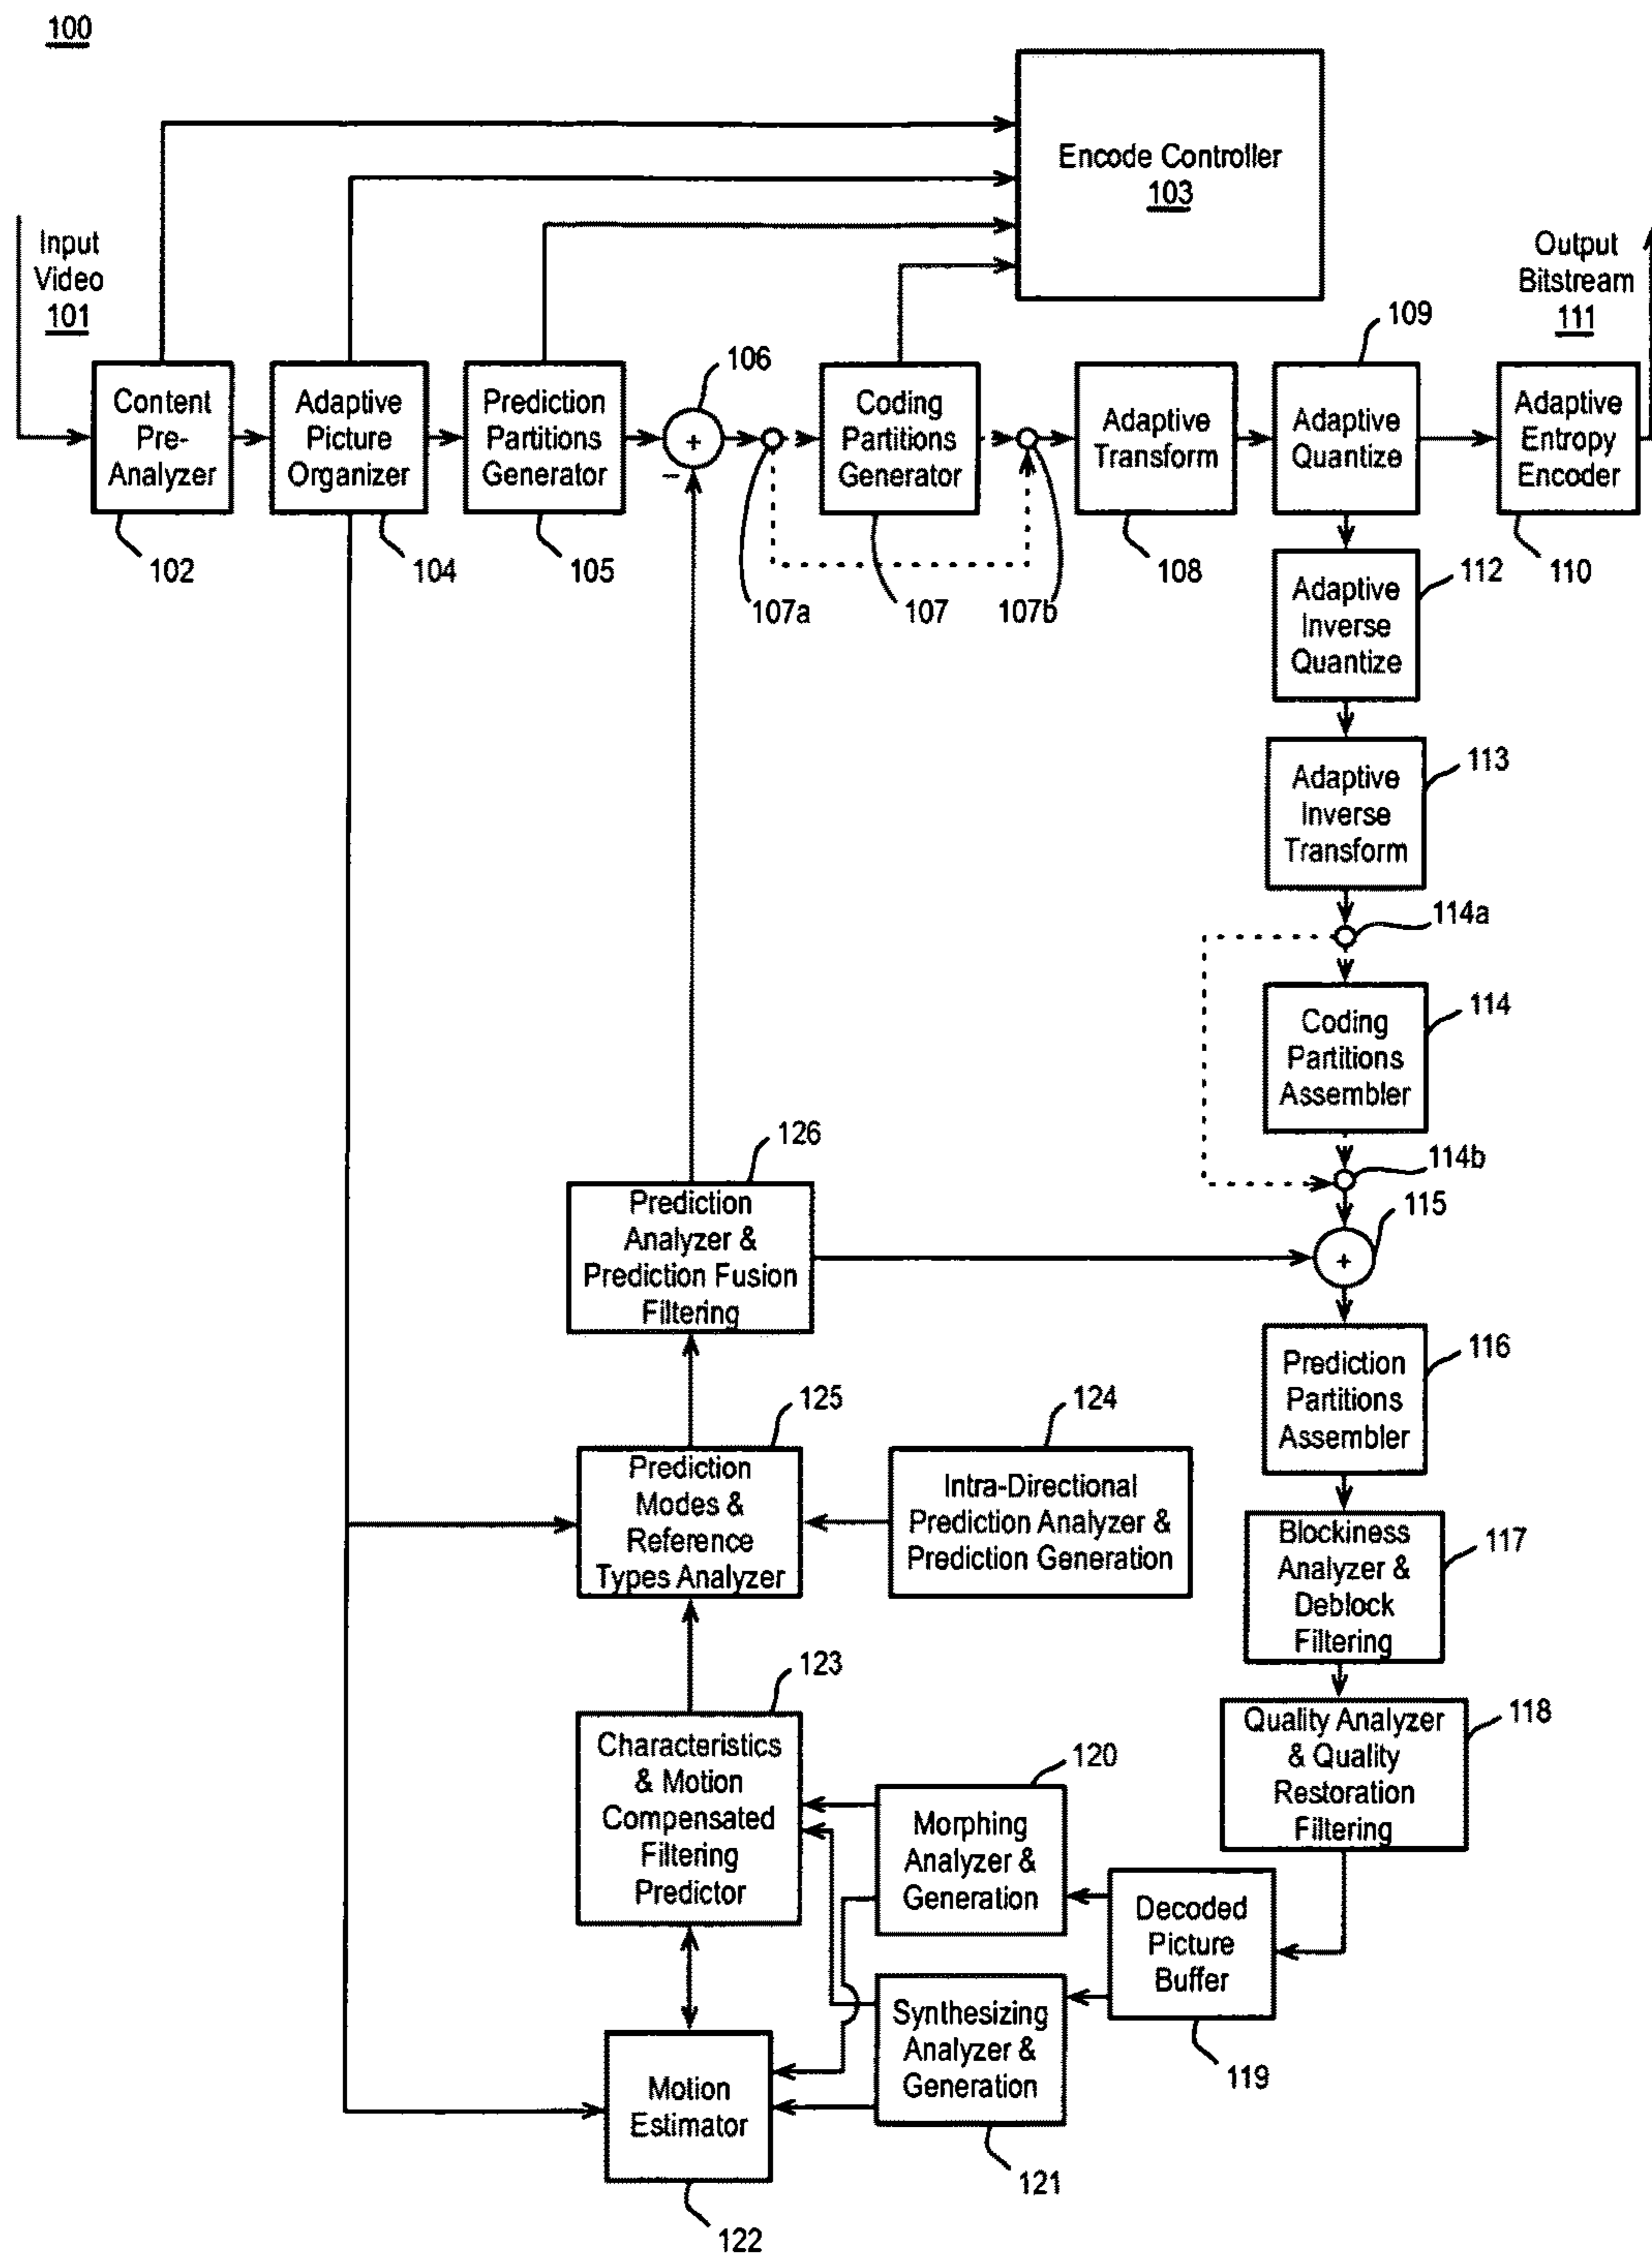 100
Encode Controller
103
Input
Video
101
Output
Bitstream
111
109
106
Content
Pre-
Analyzer
Adaptive
Picture
Organizer
Prediction
Partitions
Generator
+
−
Coding
Partitions
Generator
Adaptive
Transform
Adaptive
Quantize
Adaptive
Entropy
Encoder
102
104
105
107a
107
107b
108
112
110
Adaptive
Inverse
Quantize
113
Adaptive
Inverse
Transform
114a
114
Coding
Partitions
Assembler
114b
115
+
126
Prediction
Analyzer &
Prediction Fusion
Filtering
116
Prediction
Partitions
Assembler
125
124
Prediction
Modes &
Reference
Types Analyzer
Intra-Directional
Prediction Analyzer &
Prediction Generation
117
Blockiness
Analyzer &
Deblock
Filtering
123
118
Quality Analyzer
& Quality
Restoration
Filtering
Characteristics
& Motion
Compensated
Filtering
Predictor
120
Morphing
Analyzer &
Generation
Decoded
Picture
Buffer
119
Synthesizing
Analyzer &
Generation
121
Motion
Estimator
122